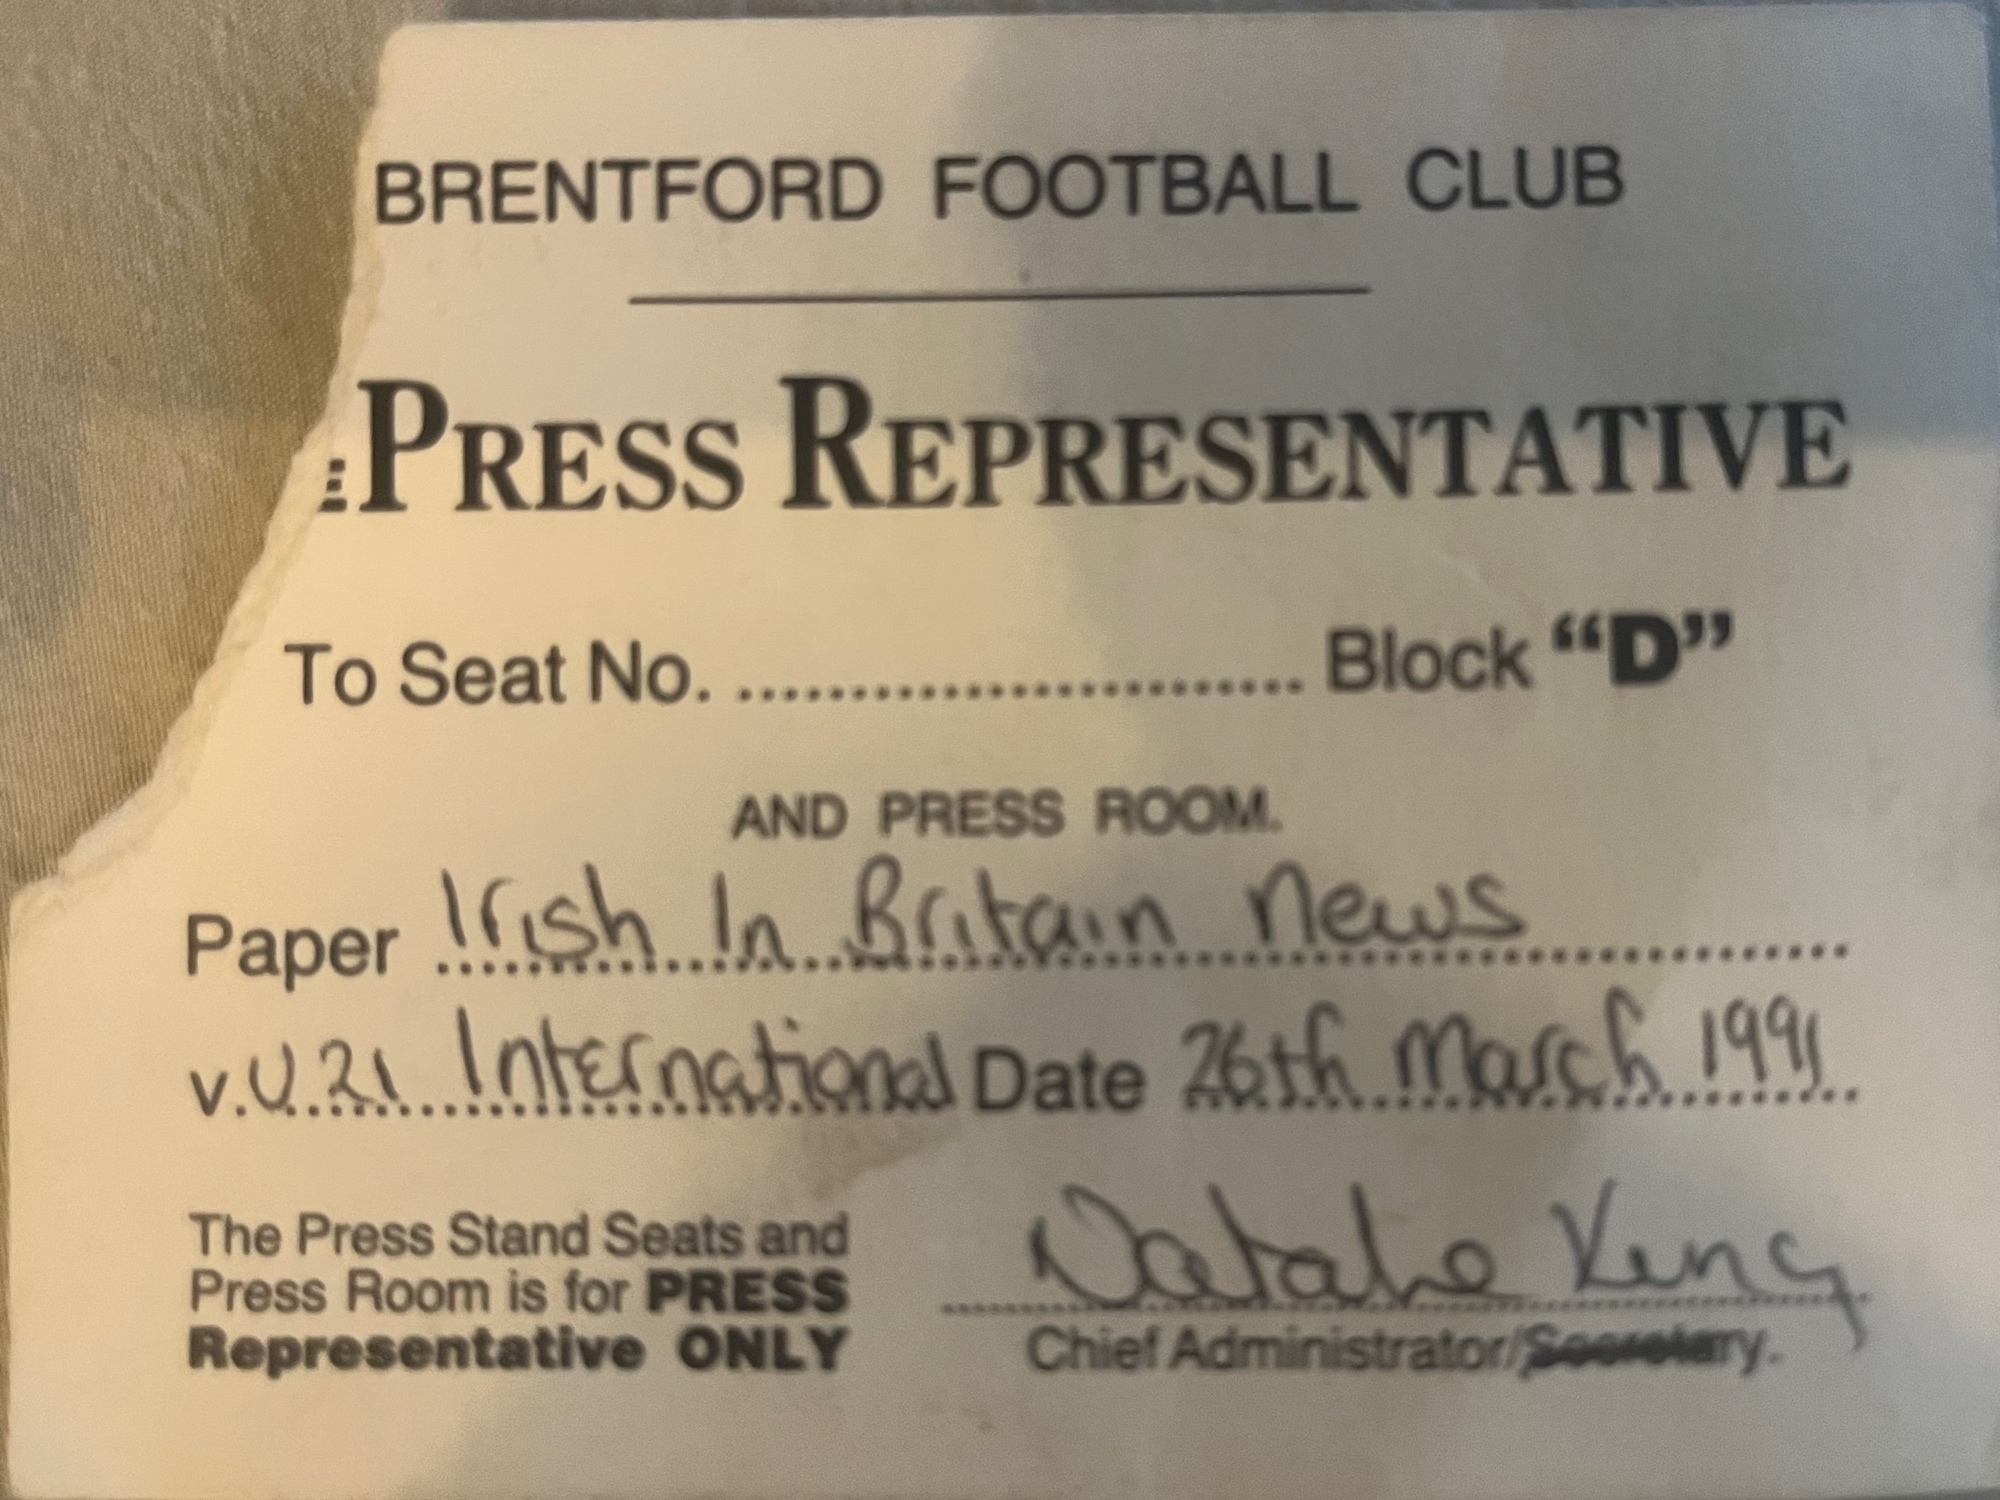 BRENTFORD FOOTBALL CLUB
PRESS REPRESENTATIVE
To Seat No. .......................... Block “D”
AND PRESS ROOM.
Paper Irish In Britain News
v. U.21 International Date 26th March 1991
The Press Stand Seats and
Press Room is for PRESS
Representative ONLY
Natalie King
Chief Administrator/Secretary.